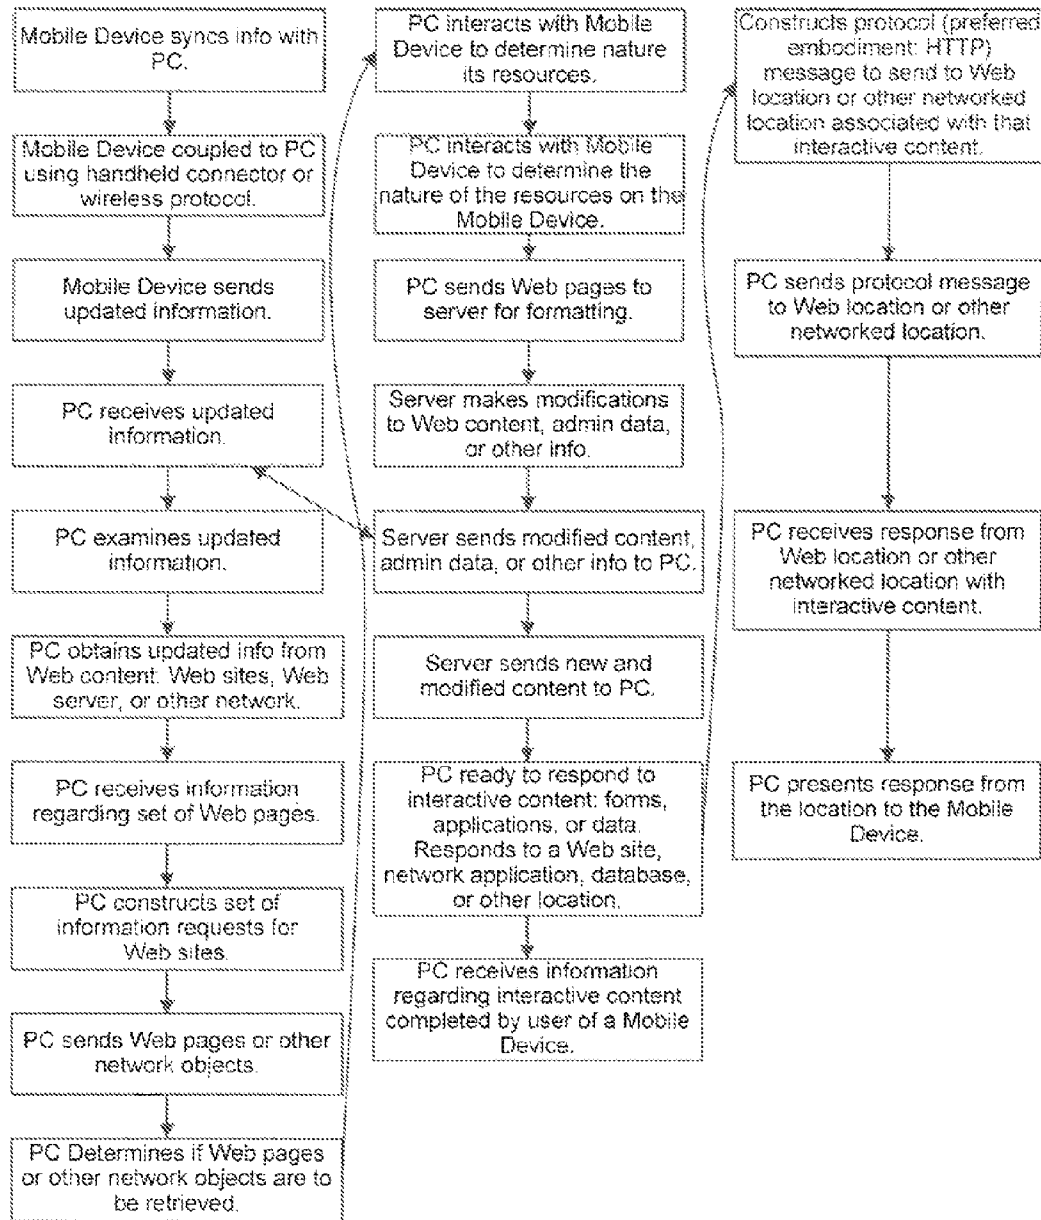 Mobile Device syncs info with
PC.
Mobile Device coupled to PC
using handheld connector or
wireless protocol.
Mobile Device sends
updated information.
PC receives updated
information.
PC examines updated
information.
PC obtains updated info from
Web content: Web sites, Web
server, or other network.
PC receives information
regarding set of Web pages.
PC constructs set of
information requests for
Web sites.
PC sends Web pages or other
network objects.
PC Determines if Web pages
or other network objects are to
be retrieved.
PC interacts with Mobile
Device to determine nature
its resources.
PC interacts with Mobile
Device to determine the
nature of the resources on the
Mobile Device.
PC sends Web pages to
server for formatting.
Server makes modifications
to Web content, admin data,
or other info.
Server sends modified content,
admin data, or other info to PC.
Server sends new and
modified content to PC.
PC ready to respond to
interactive content: forms,
applications, or data.
Responds to a Web site,
network application, database,
or other location.
PC receives information
regarding interactive content
completed by user of a Mobile
Device.
Constructs protocol (preferred
embodiment: HTTP)
message to send to Web
location or other networked
location associated with that
interactive content.
PC sends protocol message
to Web location or other
networked location.
PC receives response from
Web location or other
networked location with
interactive content.
PC presents response from
the location to the Mobile
Device.